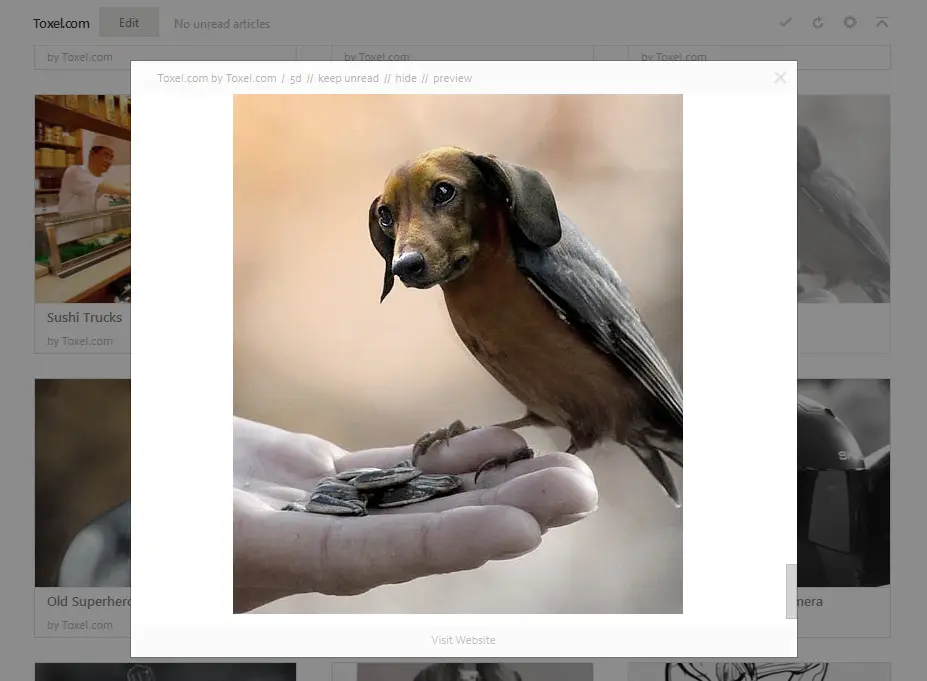 Toxel.com Edit No unread articles
by Toxel.com by Toxel.com by Toxel.com
Toxel.com by Toxel.com / 5d // keep unread // hide // preview
Sushi Trucks
by Toxel.com
Old Superhero
by Toxel.com
Visit Website